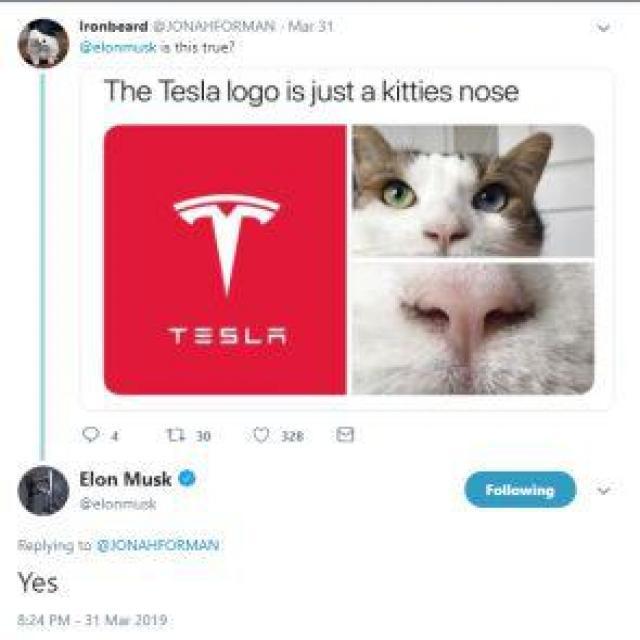 Ironbeard @JONAHFORMAN · Mar 31
@elonmusk is this true?
The Tesla logo is just a kitties nose
TESLA
4 30 328
Elon Musk
@elonmusk
Following
Replying to @JONAHFORMAN
Yes
8:24 PM - 31 Mar 2019